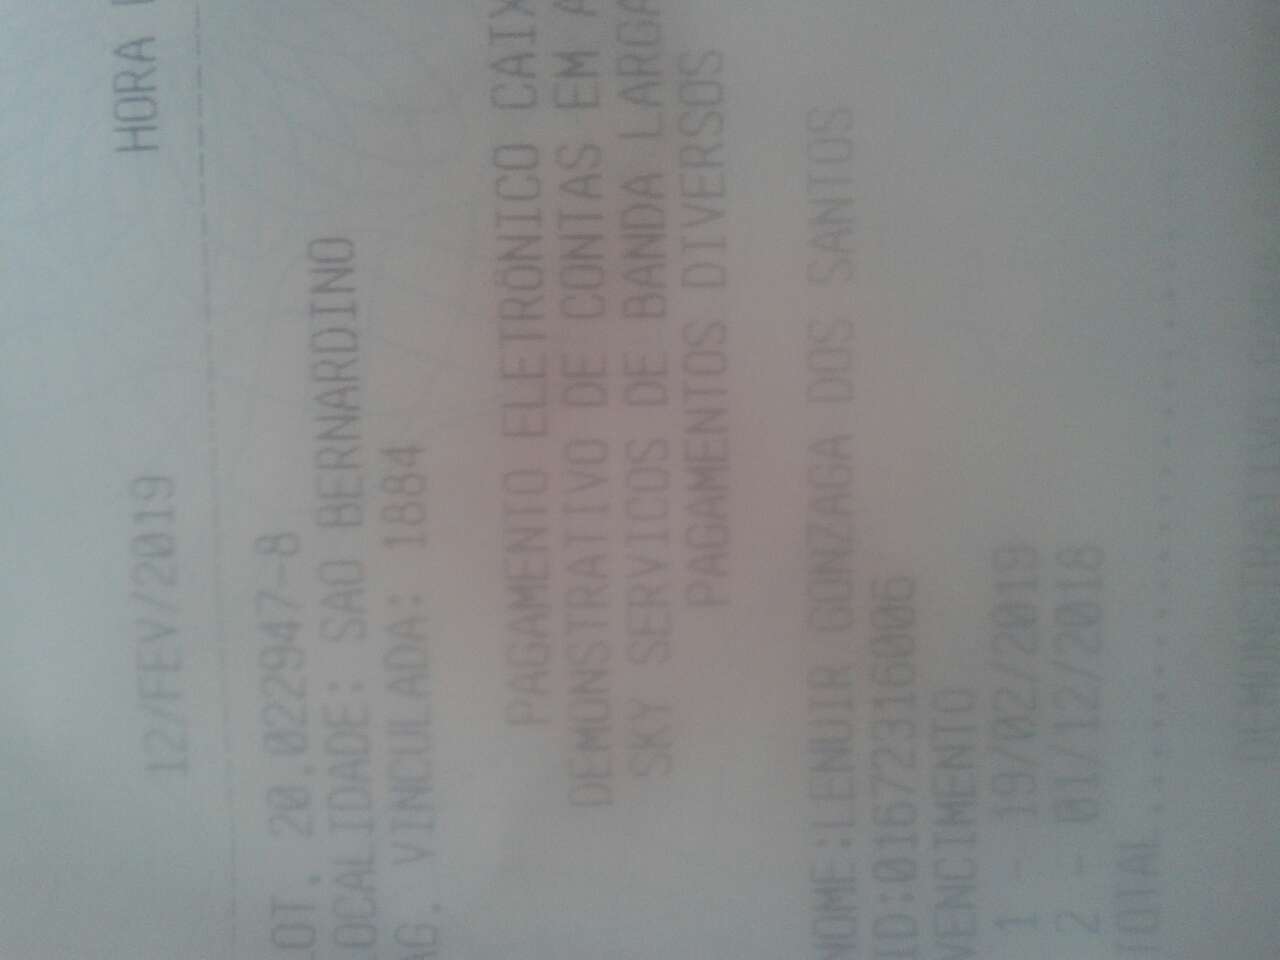 12/FEV/2019 HORA
LOT. 20.022947-8
LOCALIDADE: SAO BERNARDINO
AG. VINCULADA: 1884
PAGAMENTO ELETRÔNICO CAIX
DEMONSTRATIVO DE CONTAS EM A
SKY SERVICOS DE BANDA LARGA
PAGAMENTOS DIVERSOS
NOME:LENUIR GONZAGA DOS SANTOS
ID:01672316006
VENCIMENTO
1 - 19/02/2019
2 - 01/12/2018
TOTAL..............................
DEMONSTRATIVO